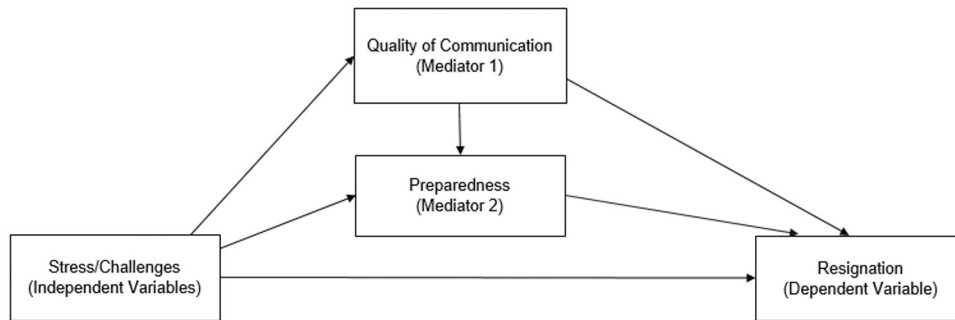 Quality of Communication
(Mediator 1)
Preparedness
(Mediator 2)
Stress/Challenges
(Independent Variables)
Resignation
(Dependent Variable)